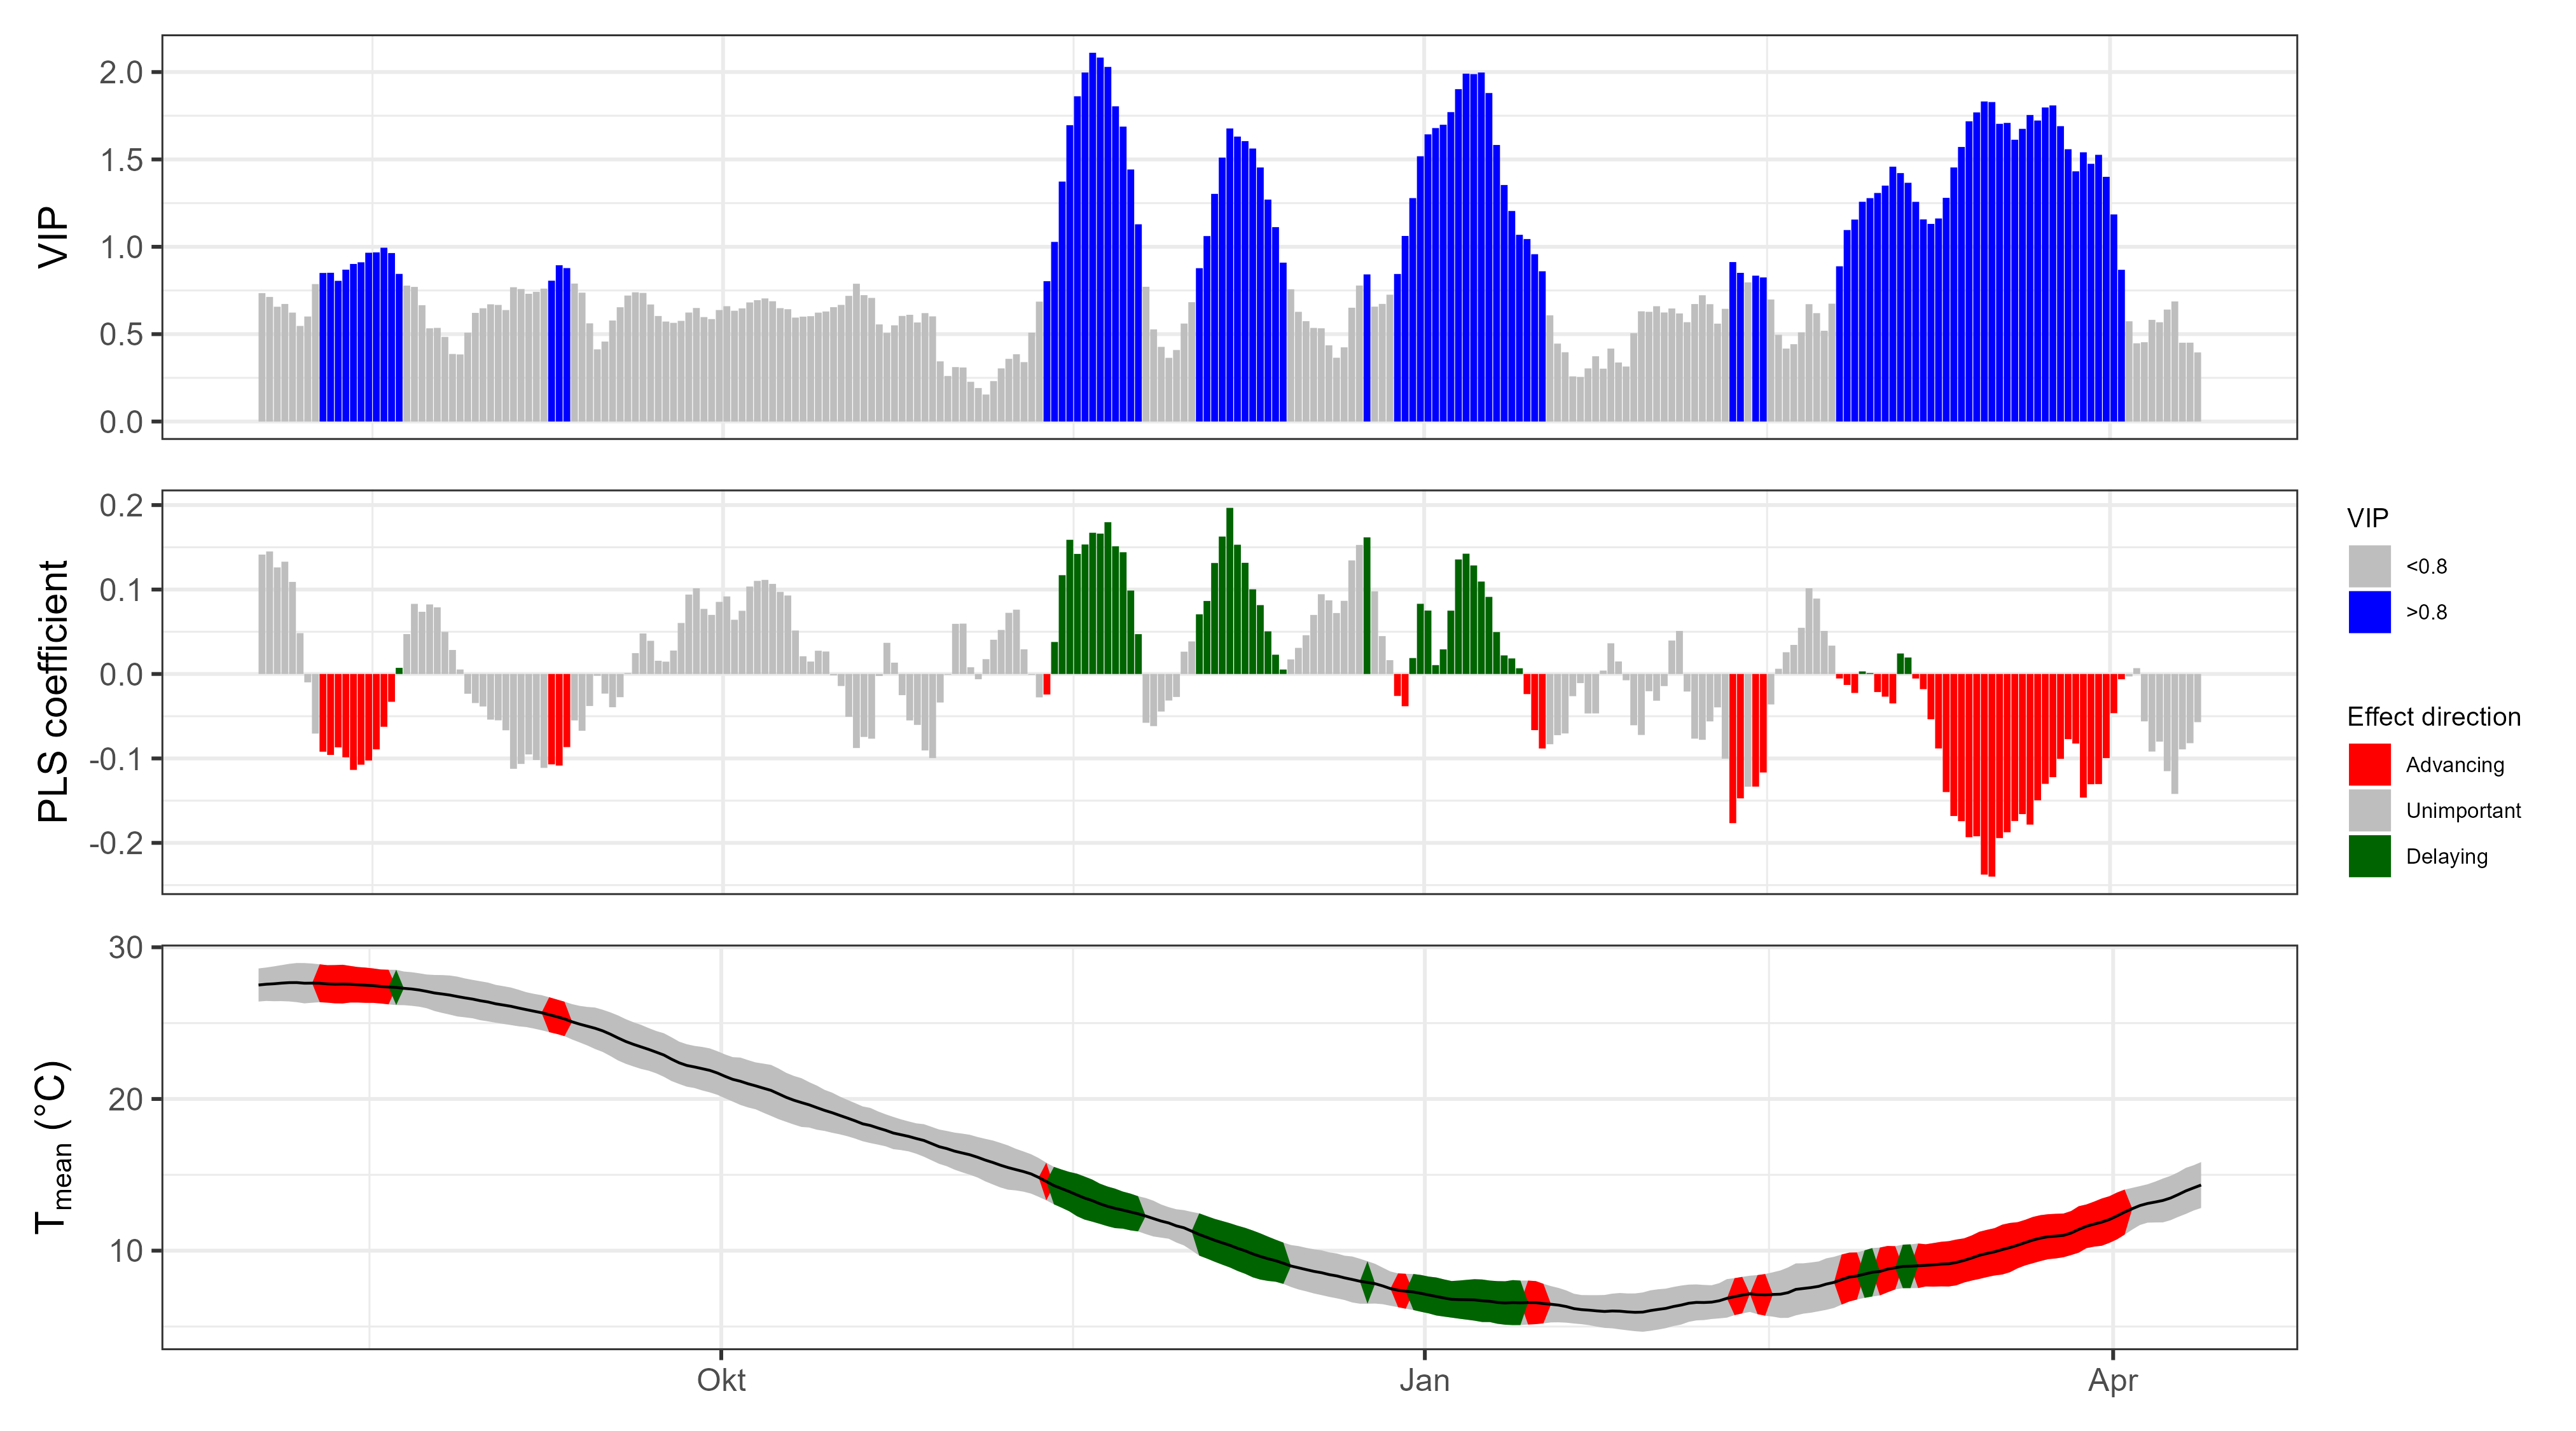 VIP
2.0
1.5
1.0
0.5
0.0
PLS coefficient
0.2
0.1
0.0
-0.1
-0.2
VIP
<0.8
>0.8
Effect direction
Advancing
Unimportant
Delaying
Tmean (°C)
30
20
10
Okt
Jan
Apr